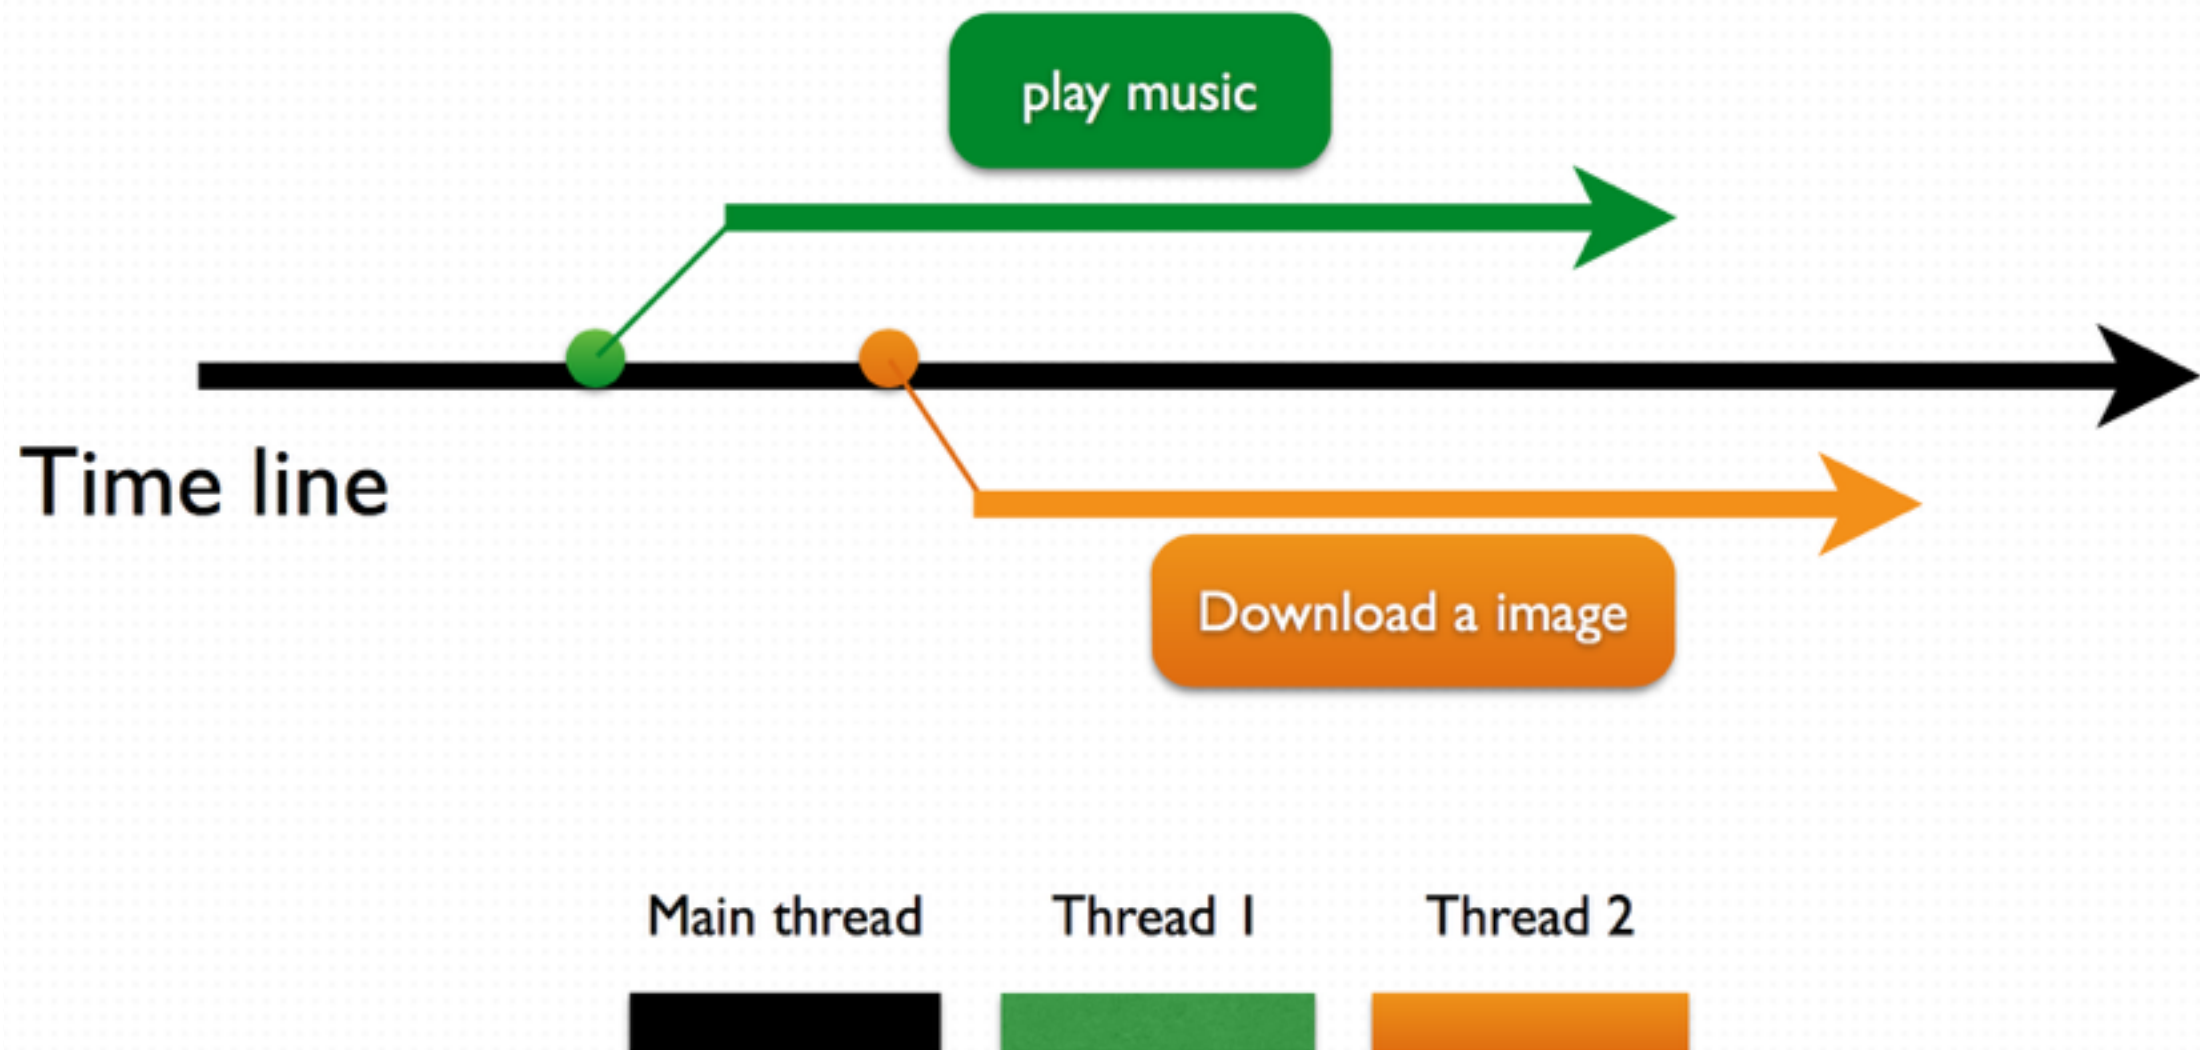 play music
Time line
Download a image
Main thread
Thread 1
Thread 2